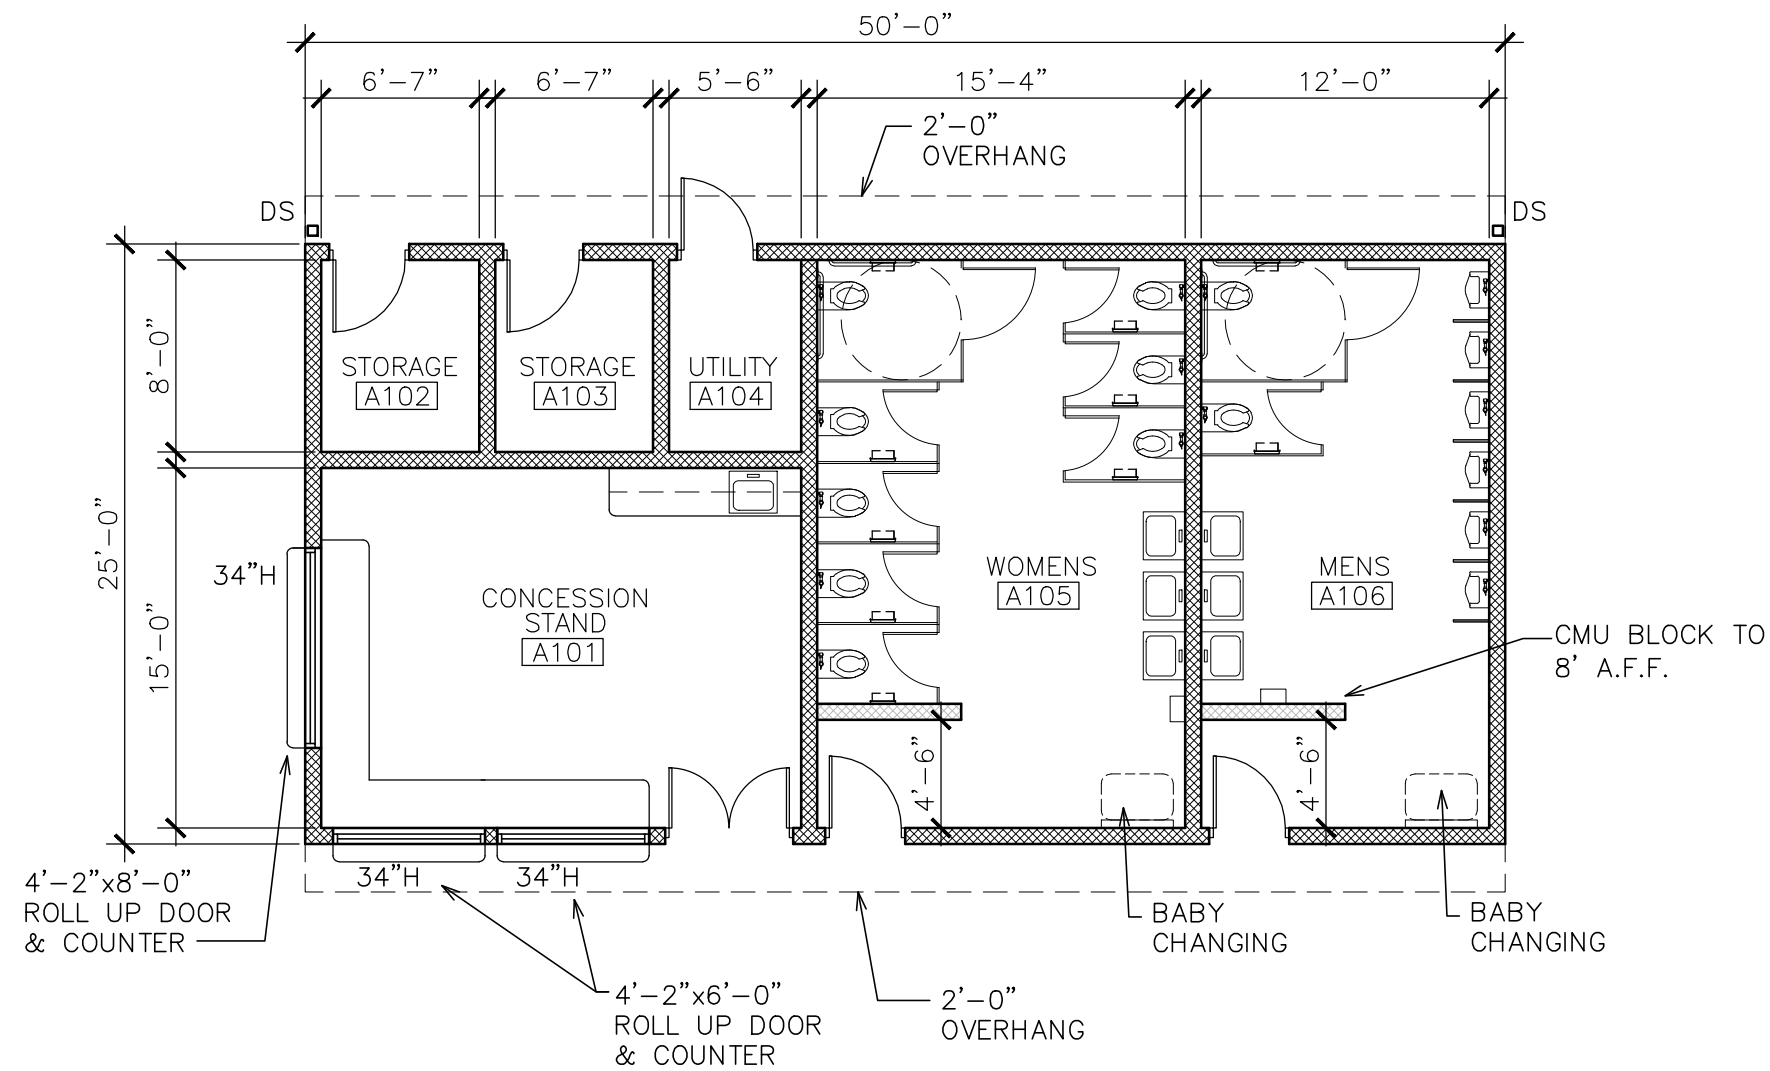 50'-0"
6'-7"
6'-7"
5'-6"
15'-4"
12'-0"
2'-0"
OVERHANG
DS
DS
8'-0"
STORAGE
A102
STORAGE
A103
UTILITY
A104
25'-0"
34"H
15'-0"
CONCESSION
STAND
A101
WOMENS
A105
MENS
A106
CMU BLOCK TO
8' A.F.F.
4'-6"
4'-6"
34"H
34"H
4'-2"x8'-0"
ROLL UP DOOR
& COUNTER
BABY
CHANGING
BABY
CHANGING
4'-2"x6'-0"
ROLL UP DOOR
& COUNTER
2'-0"
OVERHANG